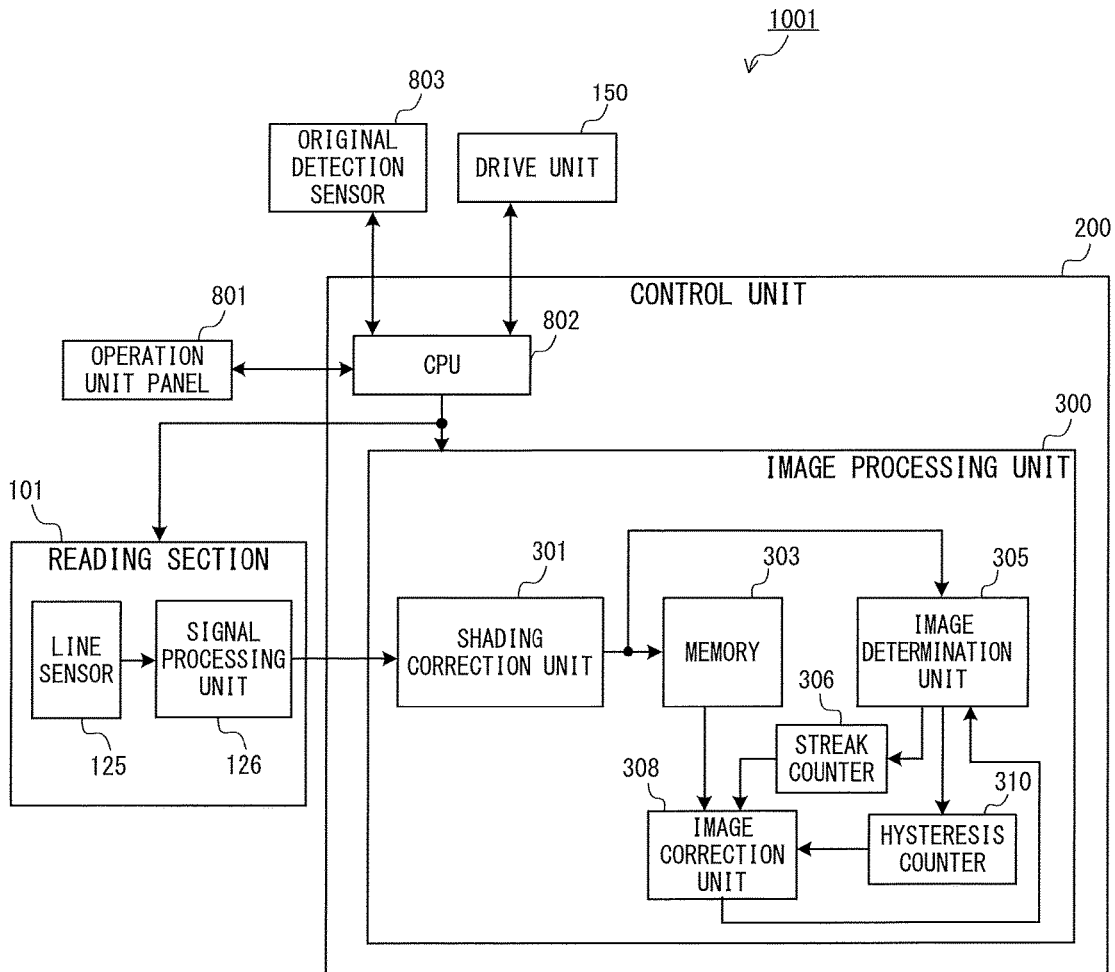 1001
803
150
ORIGINAL
DETECTION
SENSOR
DRIVE UNIT
200
CONTROL UNIT
801
802
OPERATION
UNIT PANEL
CPU
300
IMAGE PROCESSING UNIT
101
READING SECTION
301
303
305
LINE
SENSOR
SIGNAL
PROCESSING
UNIT
SHADING
CORRECTION UNIT
MEMORY
IMAGE
DETERMINATION
UNIT
306
125
126
STREAK
COUNTER
308
310
IMAGE
CORRECTION
UNIT
HYSTERESIS
COUNTER